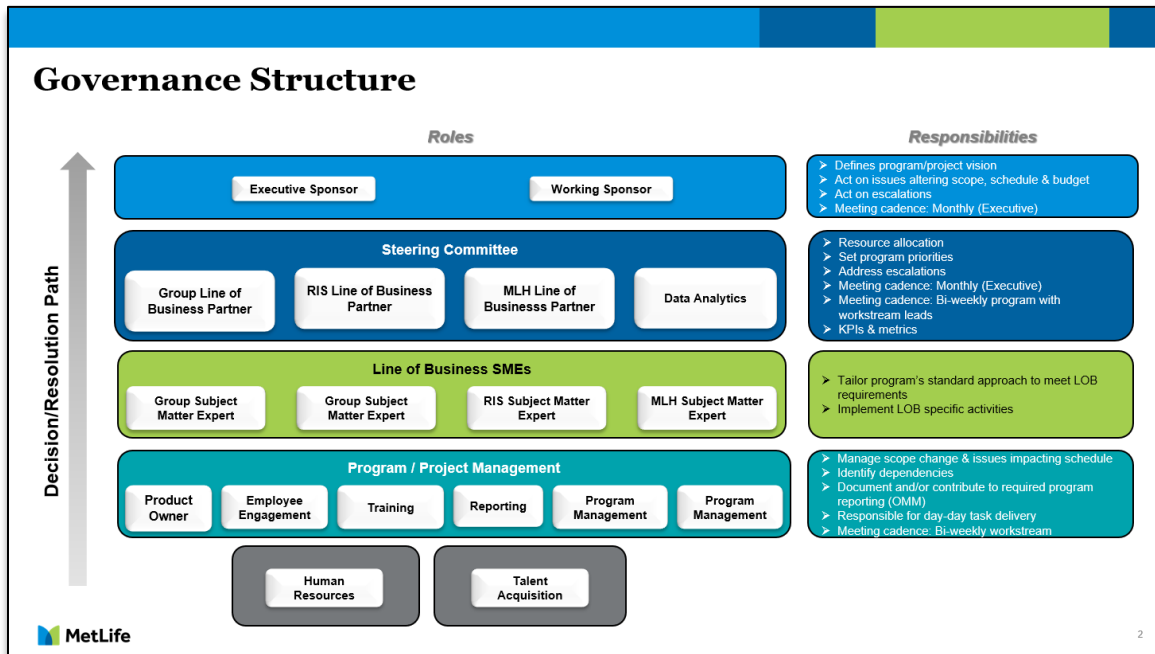 Governance Structure
Roles
Responsibilities
Decision/Resolution Path
Executive Sponsor
Working Sponsor
➢ Defines program/project vision
➢ Act on issues altering scope, schedule & budget
➢ Act on escalations
➢ Meeting cadence: Monthly (Executive)
Steering Committee
Group Line of
Business Partner
RIS Line of Business
Partner
MLH Line of
Businesss Partner
Data Analytics
➢ Resource allocation
➢ Set program priorities
➢ Address escalations
➢ Meeting cadence: Monthly (Executive)
➢ Meeting cadence: Bi-weekly program with
workstream leads
➢ KPIs & metrics
Line of Business SMEs
Group Subject
Matter Expert
Group Subject
Matter Expert
RIS Subject Matter
Expert
MLH Subject Matter
Expert
➢ Tailor program's standard approach to meet LOB
requirements
➢ Implement LOB specific activities
Program / Project Management
Product
Owner
Employee
Engagement
Training
Reporting
Program
Management
Program
Management
➢ Manage scope change & issues impacting schedule
➢ Identify dependencies
➢ Document and/or contribute to required program
reporting (OMM)
➢ Responsible for day-day task delivery
➢ Meeting cadence: Bi-weekly workstream
Human
Resources
Talent
Acquisition
MetLife
2